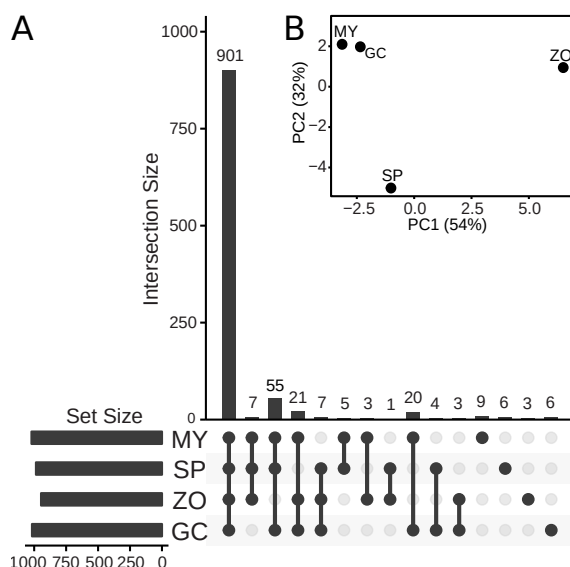 A
B
1000
750
500
250
0
Intersection Size
901
7
55
21
7
5
3
1
20
4
3
9
6
3
6
2
0
−2
−4
PC2 (32%)
MY
GC
ZO
SP
−2.5
0.0
2.5
5.0
PC1 (54%)
Set Size
MY
SP
ZO
GC
1000
750
500
250
0